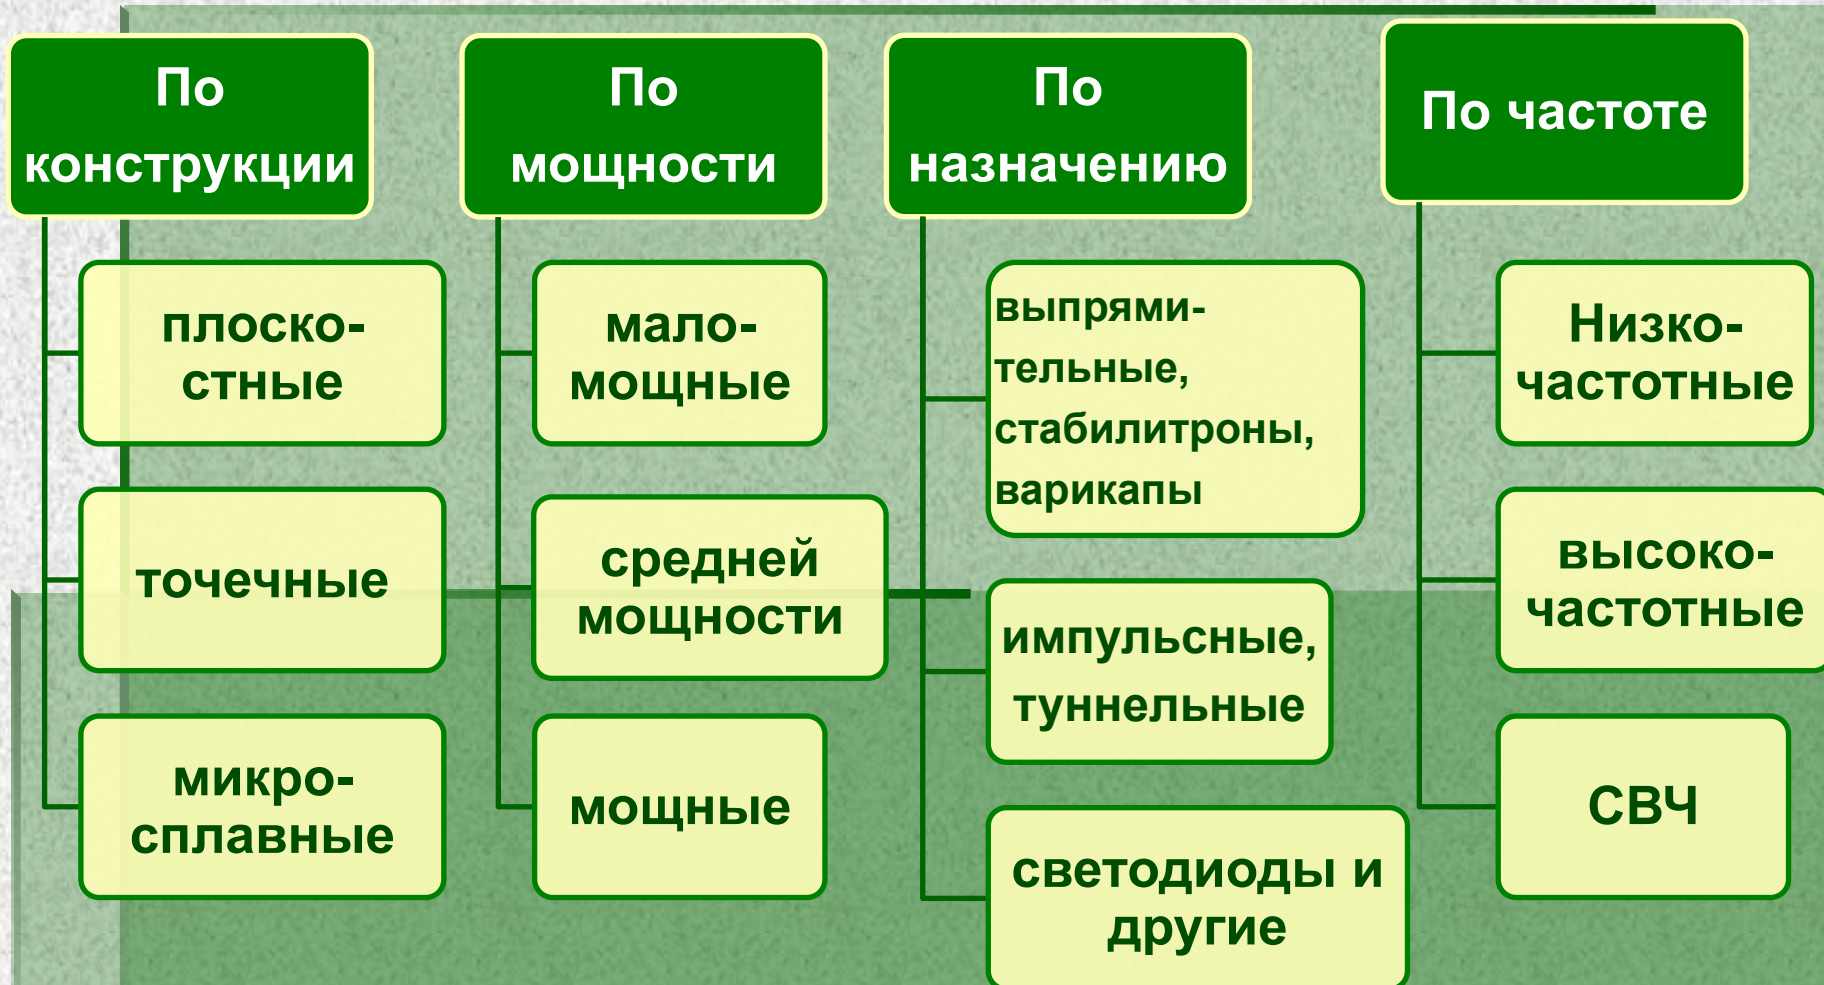 По
конструкции
плоско-
стные
точечные
микро-
сплавные
По
мощности
мало-
мощные
средней
мощности
мощные
По
назначению
выпрями-
тельные,
стабилитроны,
варикапы
импульсные,
туннельные
светодиоды и
другие
По частоте
Низко-
частотные
высоко-
частотные
СВЧ